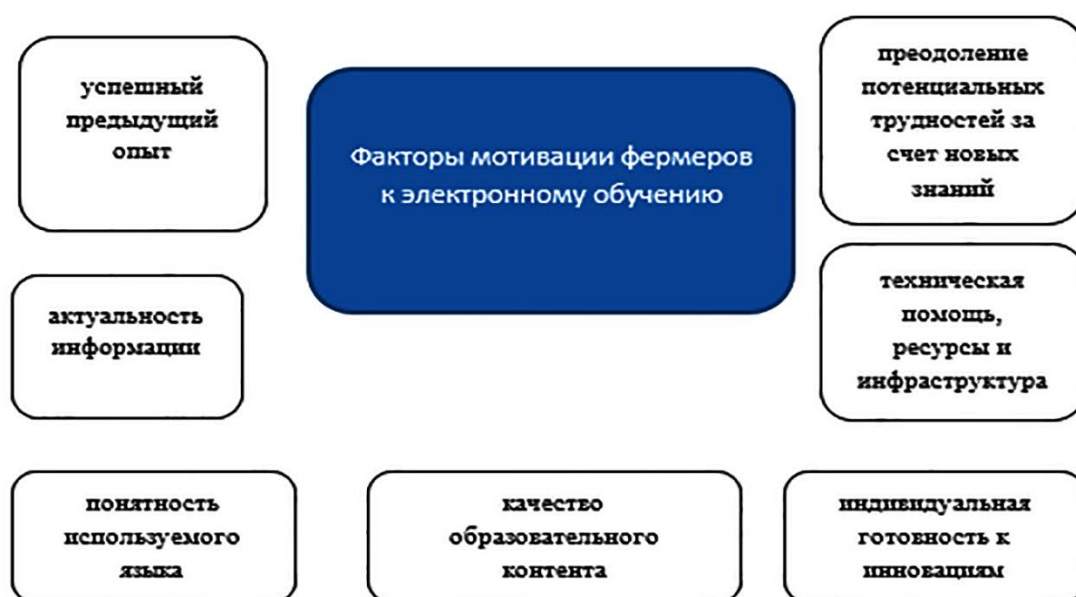 успешный
предыдущий
опыт
Факторы мотивации фермеров
к электронному обучению
преодоление
потенциальных
трудностей за
счет новых
знаний
актуальность
информации
техническая
помощь,
ресурсы и
инфраструктура
понятность
используемого
языка
качество
образовательного
контента
индивидуальная
готовность к
инновациям